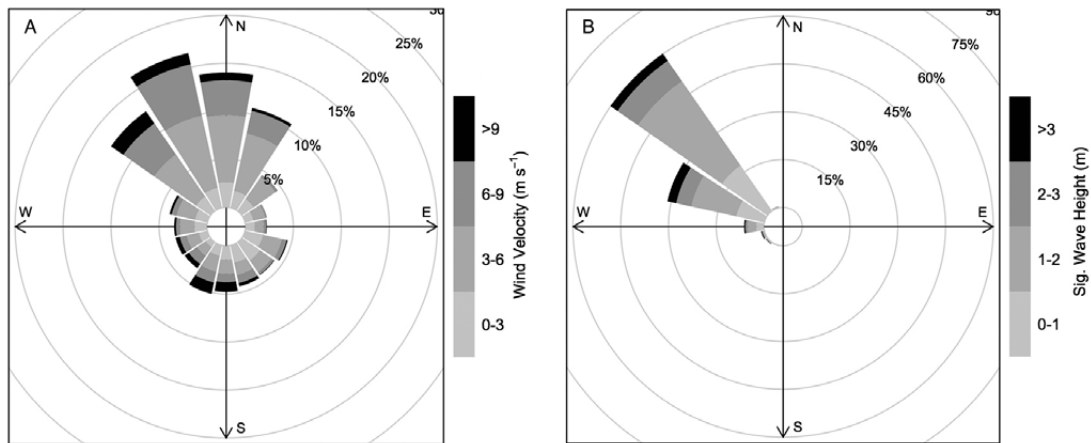 A
N
E
S
W
5%
10%
15%
20%
25%
>9
6-9
3-6
0-3
Wind Velocity (m s⁻¹)
B
N
E
S
W
15%
30%
45%
60%
75%
>3
2-3
1-2
0-1
Sig. Wave Height (m)